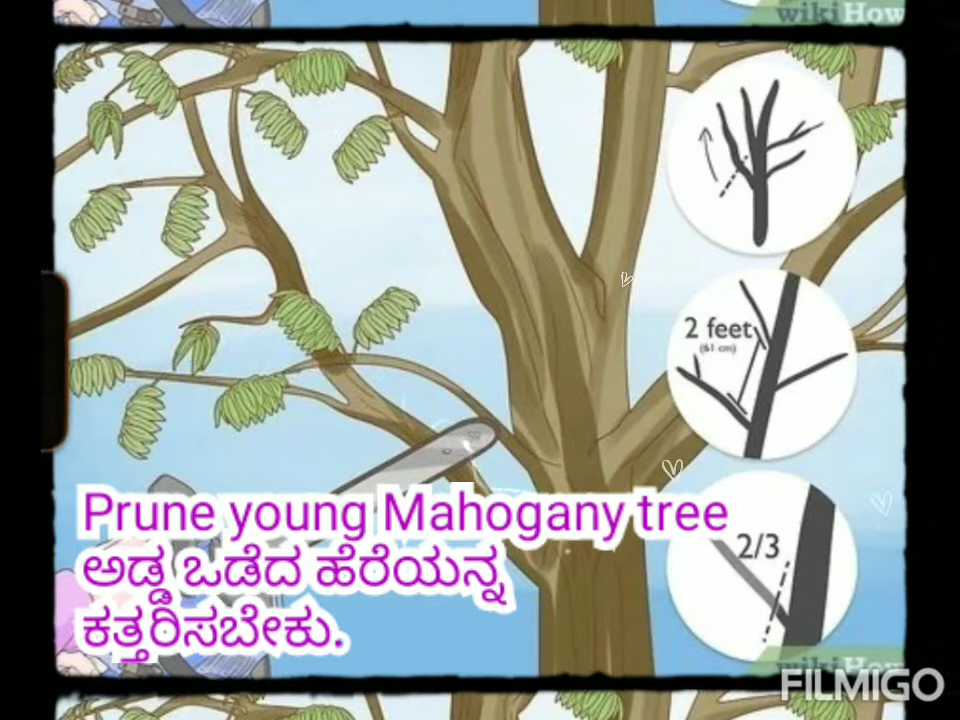 wikiHow
2 feet
(61 cm)
2/3
Prune young Mahogany tree
ಅಡ್ಡ ಒಡೆದ ಹೆರೆಯನ್ನ
ಕತ್ತರಿಸಬೇಕು.
wikiHow
FILMIGO